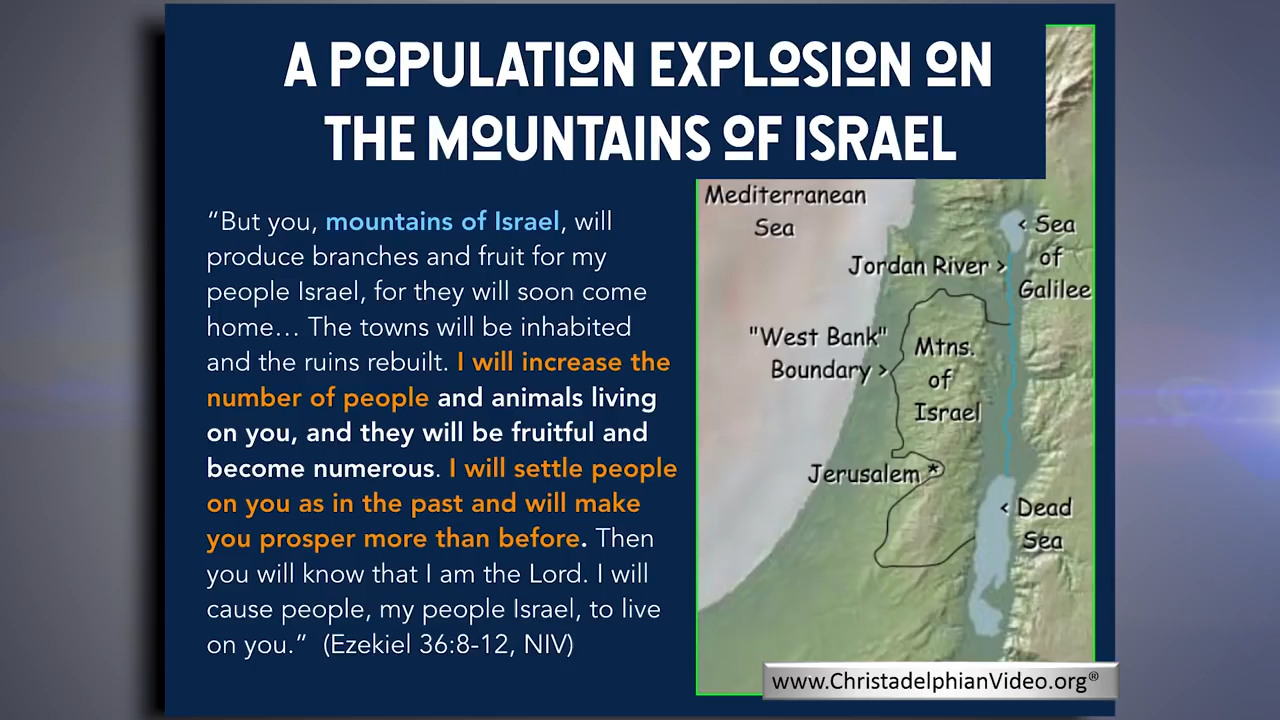 A POPULATION EXPLOSION ON
THE MOUNTAINS OF ISRAEL
“But you, mountains of Israel, will
produce branches and fruit for my
people Israel, for they will soon come
home… The towns will be inhabited
and the ruins rebuilt. I will increase the
number of people and animals living
on you, and they will be fruitful and
become numerous. I will settle people
on you as in the past and will make
you prosper more than before. Then
you will know that I am the Lord. I will
cause people, my people Israel, to live
on you.” (Ezekiel 36:8-12, NIV)
Mediterranean
Sea
< Sea
of
Galilee
Jordan River >
"West Bank"
Boundary >
Mtns.
of
Israel
Jerusalem *
< Dead
Sea
www.ChristadelphianVideo.org®